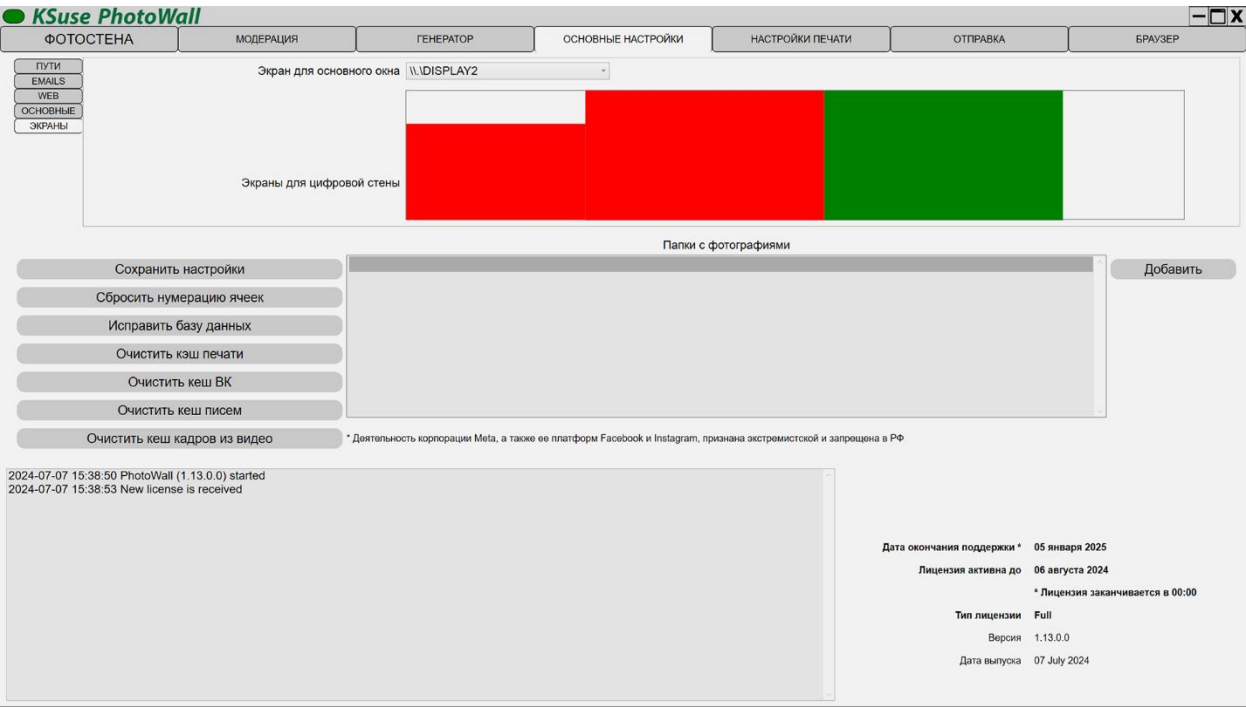 KSuse PhotoWall
ФОТОСТЕНА МОДЕРАЦИЯ ГЕНЕРАТОР ОСНОВНЫЕ НАСТРОЙКИ НАСТРОЙКИ ПЕЧАТИ ОТПРАВКА БРАУЗЕР
ПУТИ
EMAILS
WEB
ОСНОВНЫЕ
ЭКРАНЫ
Экран для основного окна \\.\DISPLAY2
Экраны для цифровой стены
Папки с фотографиями
Сохранить настройки
Добавить
Сбросить нумерацию ячеек
Исправить базу данных
Очистить кэш печати
Очистить кеш ВК
Очистить кеш писем
Очистить кеш кадров из видео
* Деятельность корпорации Meta, а также ее платформ Facebook и Instagram, признана экстремистской и запрещена в РФ
2024-07-07 15:38:50 PhotoWall (1.13.0.0) started
2024-07-07 15:38:53 New license is received
Дата окончания поддержки * 05 января 2025
Лицензия активна до 06 августа 2024
* Лицензия заканчивается в 00:00
Тип лицензии Full
Версия 1.13.0.0
Дата выпуска 07 July 2024